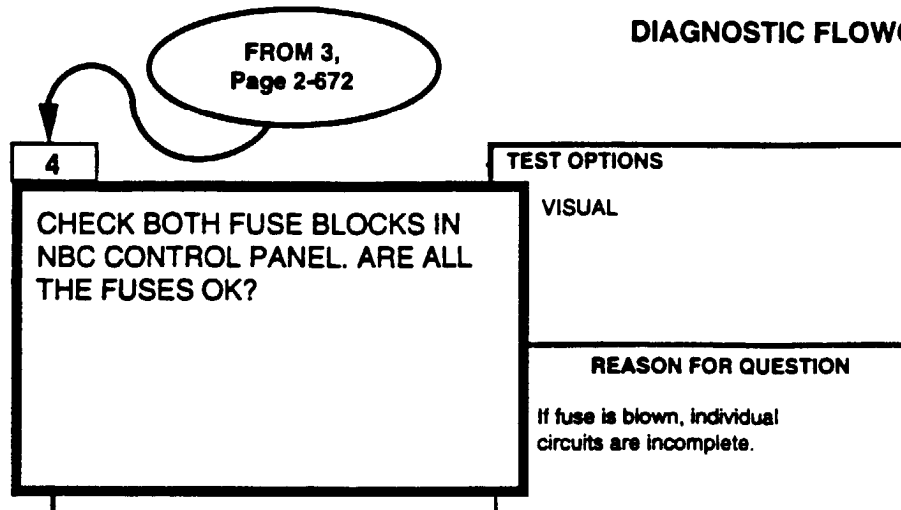 DIAGNOSTIC FLOW
FROM 3,
Page 2-672
4
TEST OPTIONS
VISUAL
CHECK BOTH FUSE BLOCKS IN
NBC CONTROL PANEL. ARE ALL
THE FUSES OK?
REASON FOR QUESTION
If fuse is blown, individual
circuits are incomplete.